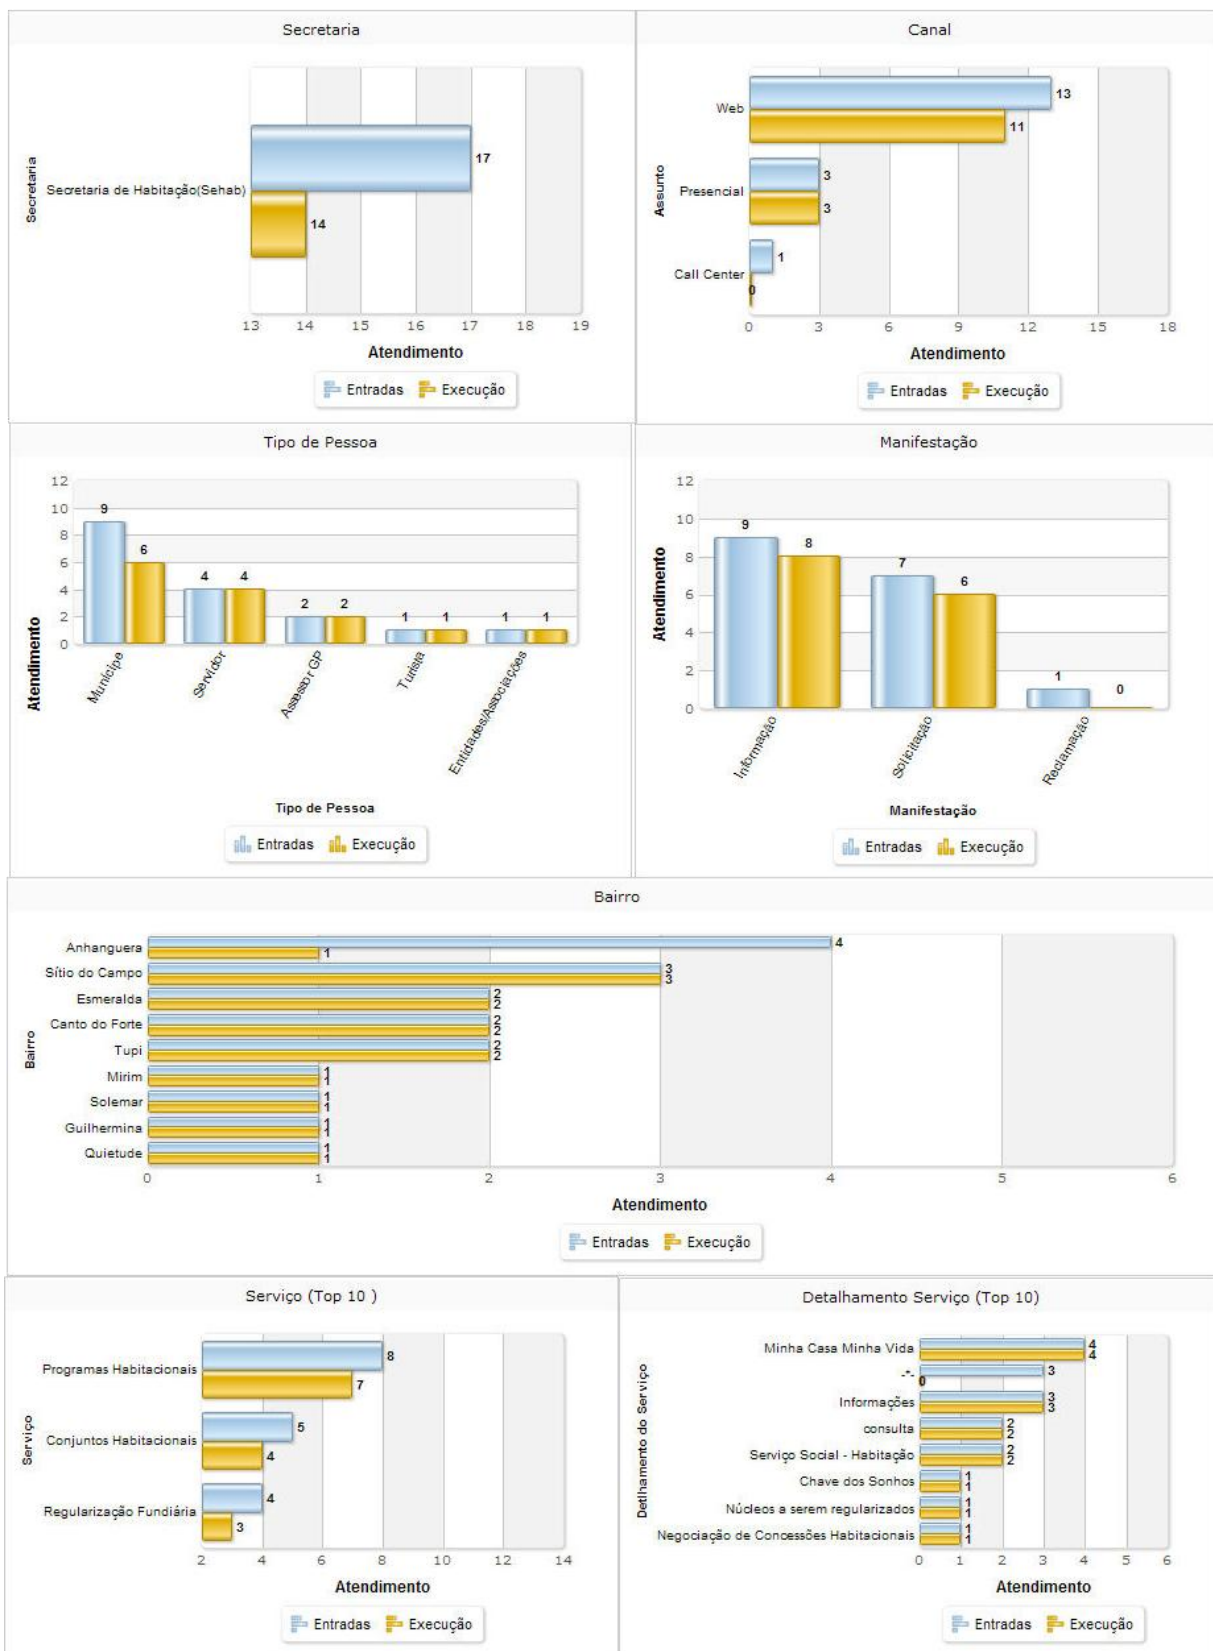 Secretaria
Secretaria
Secretaria de Habitação(Sehab)
17
14
13 14 15 16 17 18 19
Atendimento
Entradas Execução
Canal
Assunto
Web
13
11
Presencial
3
3
Call Center
1
0
0 3 6 9 12 15 18
Atendimento
Entradas Execução
Tipo de Pessoa
Atendimento
12
10
8
6
4
2
0
9 6
4 4
2 2
1 1
1 1
Munícipe
Servidor
Assessor GP
Turista
Entidades/Associações
Tipo de Pessoa
Entradas Execução
Manifestação
Atendimento
12
10
8
6
4
2
0
9 8
7 6
1 0
Informação
Solicitação
Reclamação
Manifestação
Entradas Execução
Bairro
Bairro
Anhanguera
4
1
Sítio do Campo
3
3
Esmeralda
2
2
Canto do Forte
2
2
Tupi
2
2
Mirim
1
1
Solemar
1
1
Guilhermina
1
1
Quietude
1
1
0 1 2 3 4 5 6
Atendimento
Entradas Execução
Serviço (Top 10 )
Serviço
Programas Habitacionais
8
7
Conjuntos Habitacionais
5
4
Regularização Fundiária
4
3
2 4 6 8 10 12 14
Atendimento
Entradas Execução
Detalhamento Serviço (Top 10)
Detlhamento do Serviço
Minha Casa Minha Vida
4
4
-*-
3
0
Informações
3
3
consulta
2
2
Serviço Social - Habitação
2
2
Chave dos Sonhos
1
1
Núcleos a serem regularizados
1
1
Negociação de Concessões Habitacionais
1
1
0 1 2 3 4 5 6
Atendimento
Entradas Execução